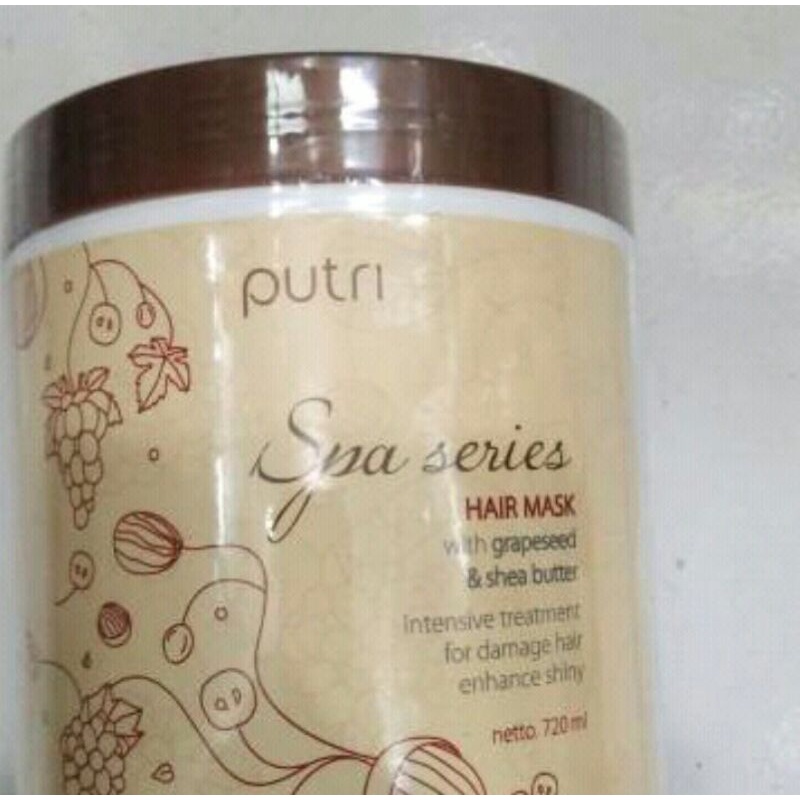 putri
Spa series
HAIR MASK
with grapeseed
& shea butter
Intensive treatment
for damage hair
enhance shiny
netto. 720 ml